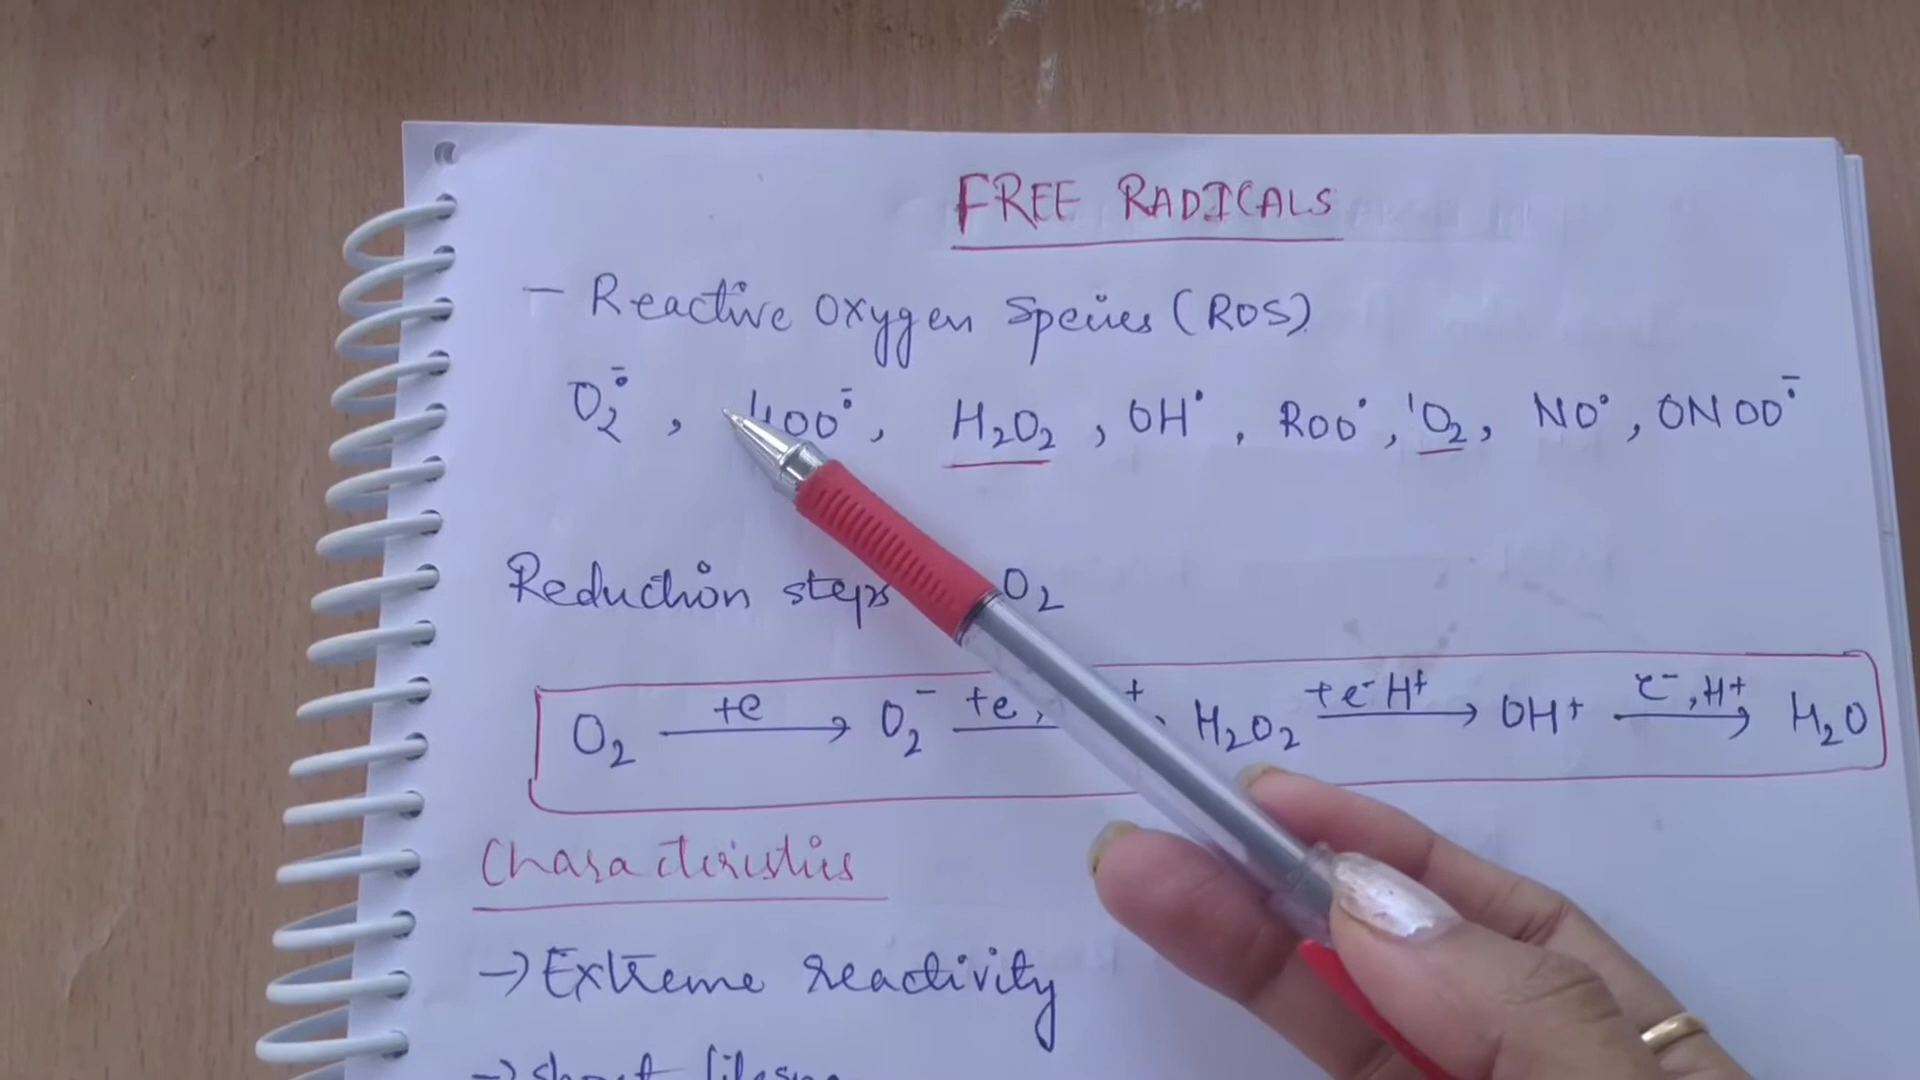 FREE RADICALS
- Reactive oxygen species (ROS)
O₂•̄ , HOO•̄ , H₂O₂ , OH• , ROO• , ¹O₂ , NO• , ONOO•̄
Reduction steps O₂
O₂ +e → O₂⁻ +e, ⁺ H₂O₂ +e⁻ H⁺ → OH+ e⁻, H⁺ → H₂O
Characteristics
→ Extreme reactivity
→ short